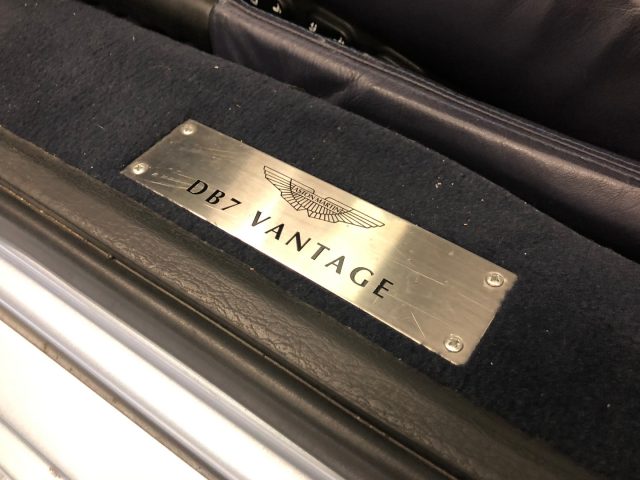 ASTON MARTIN
DB7 VANTAGE